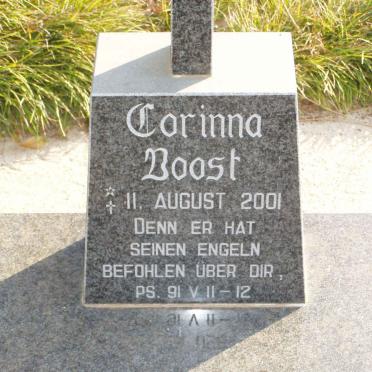 Corinna
Boost
* † 11. AUGUST 2001
DENN ER HAT
SEINEN ENGELN
BEFOHLEN ÜBER DIR,
PS. 91 V 11-12